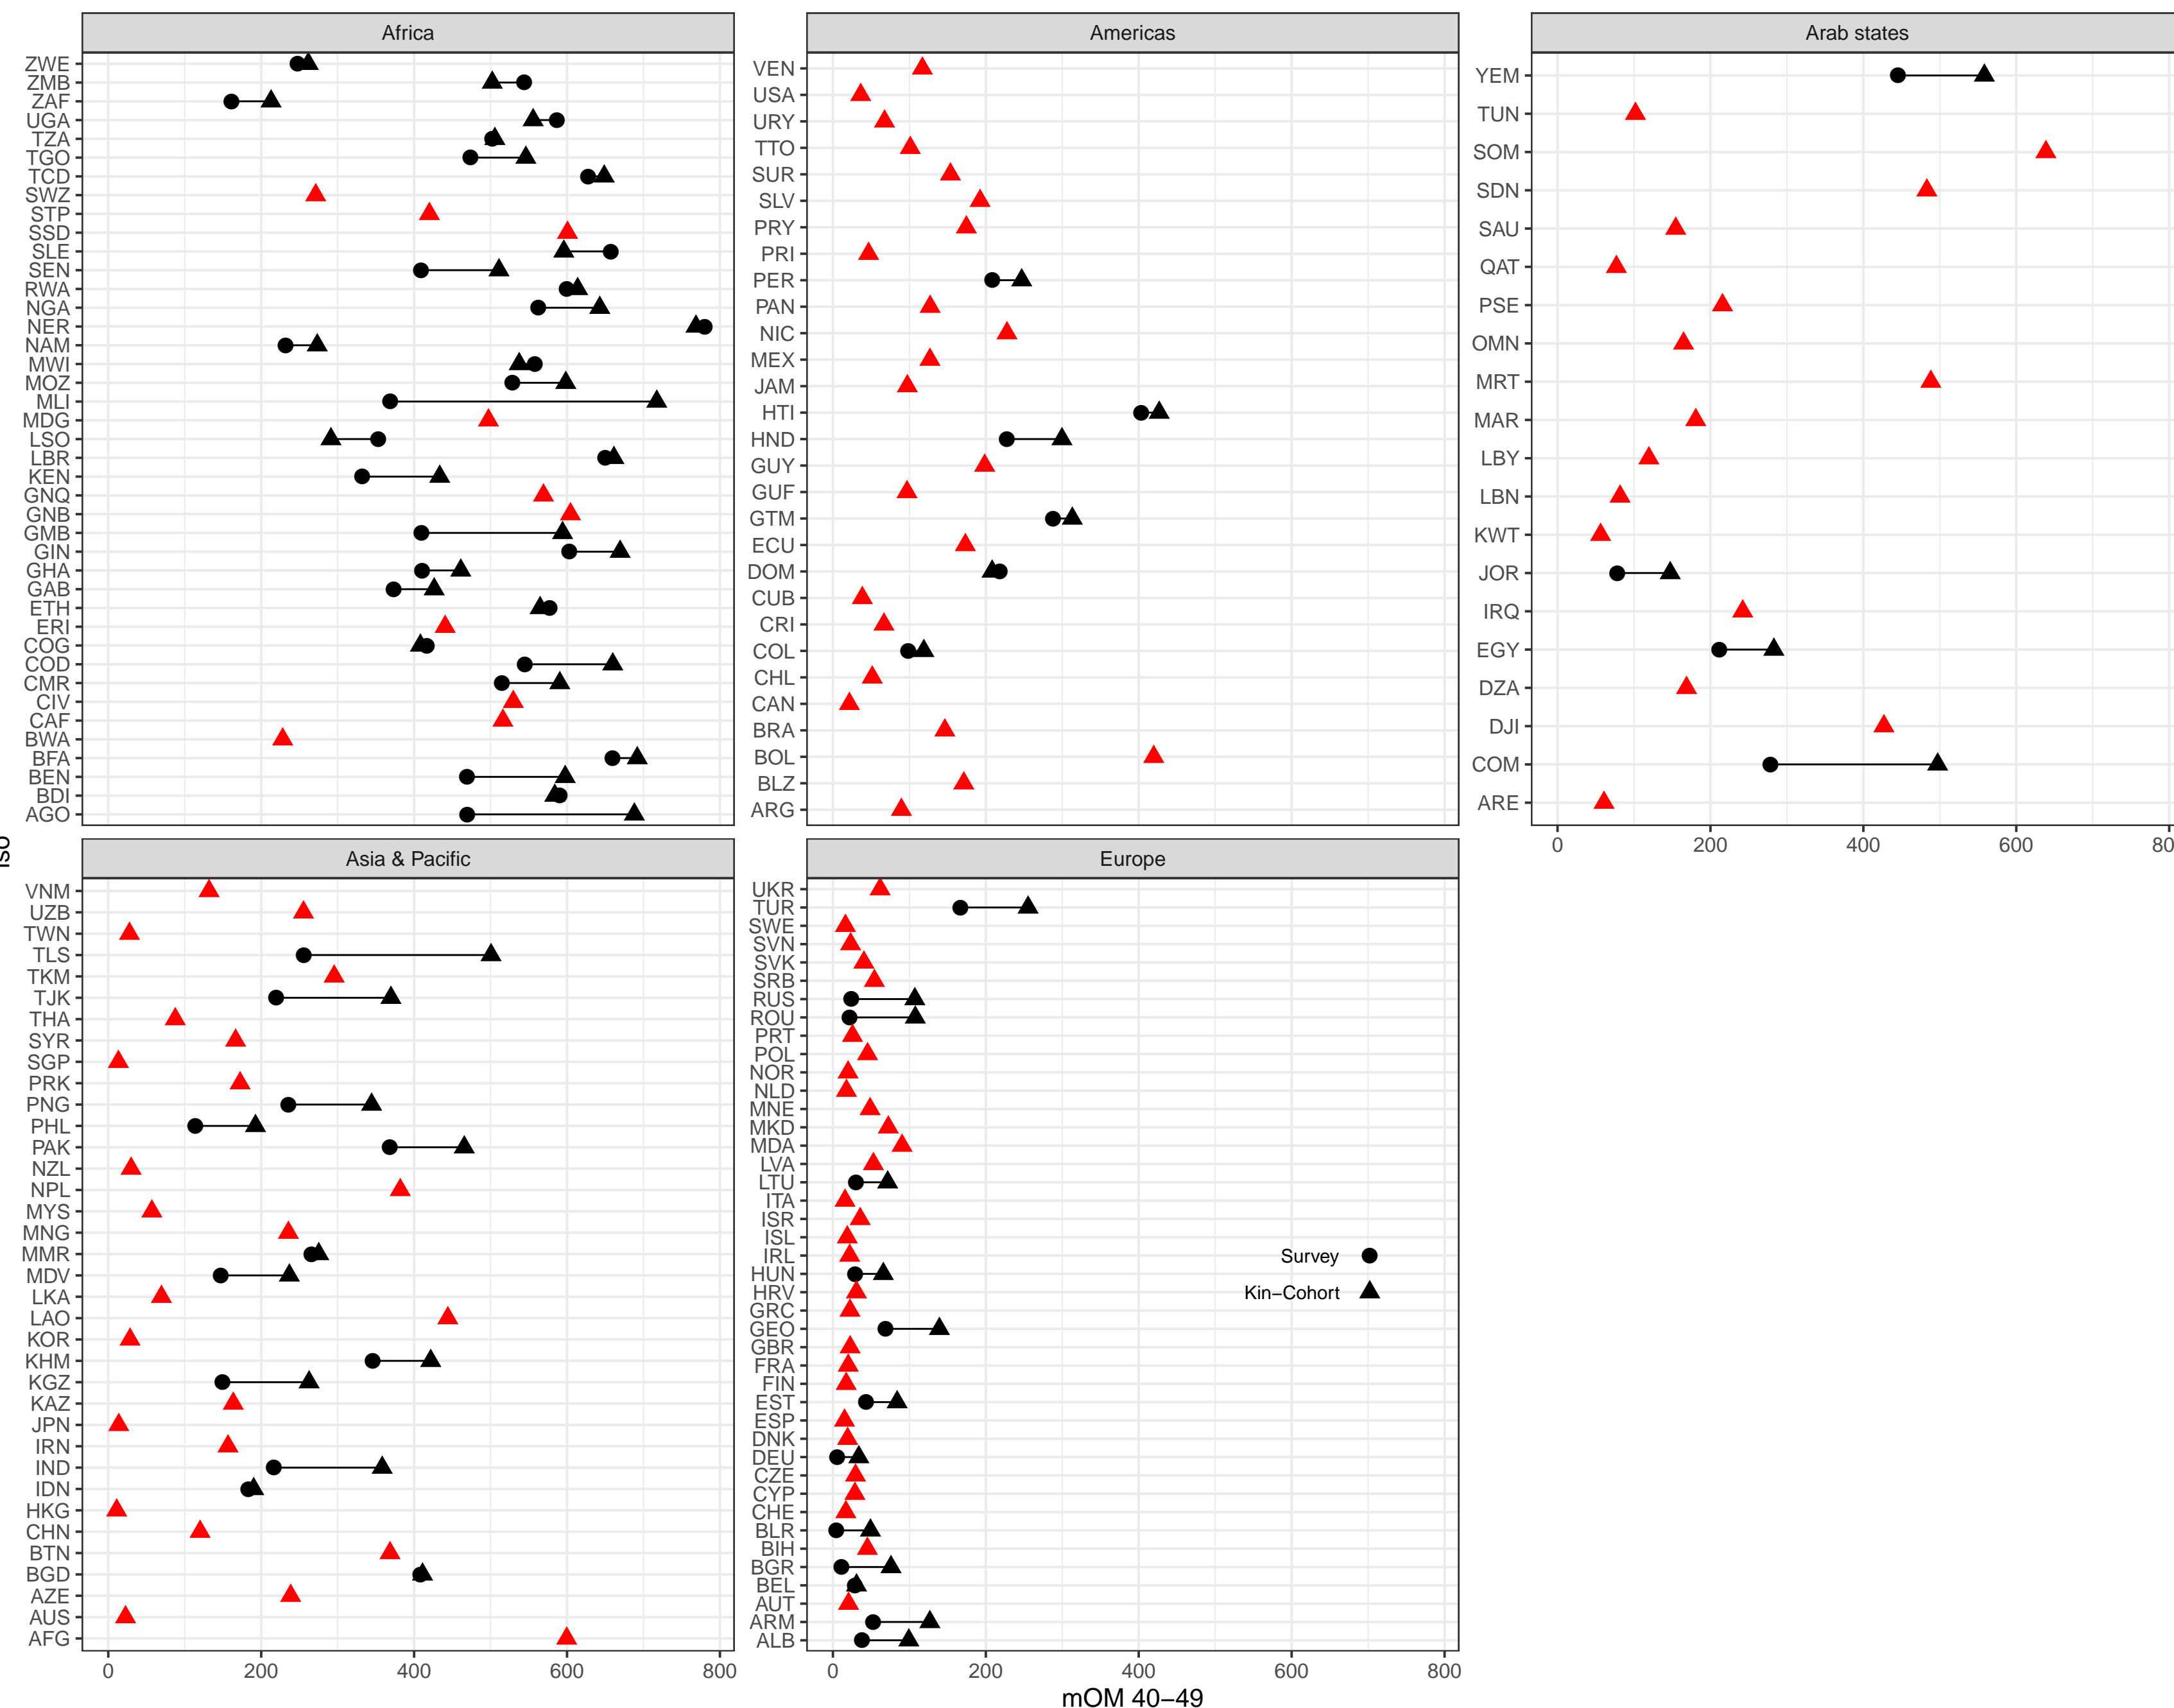 Africa
Americas
Arab states
ZWE
ZMB
ZAF
UGA
TZA
TGO
TCD
SWZ
STP
SSD
SLE
SEN
RWA
NGA
NER
NAM
MWI
MOZ
MLI
MDG
LSO
LBR
KEN
GNQ
GNB
GMB
GIN
GHA
GAB
ETH
ERI
COG
COD
CMR
CIV
CAF
BWA
BFA
BEN
BDI
AGO
VEN
USA
URY
TTO
SUR
SLV
PRY
PRI
PER
PAN
NIC
MEX
JAM
HTI
HND
GUY
GUF
GTM
ECU
DOM
CUB
CRI
COL
CHL
CAN
BRA
BOL
BLZ
ARG
YEM
TUN
SOM
SDN
SAU
QAT
PSE
OMN
MRT
MAR
LBY
LBN
KWT
JOR
IRQ
EGY
DZA
DJI
COM
ARE
0 200 400 600 80
iso
Asia & Pacific
Europe
VNM
UZB
TWN
TLS
TKM
TJK
THA
SYR
SGP
PRK
PNG
PHL
PAK
NZL
NPL
MYS
MNG
MMR
MDV
LKA
LAO
KOR
KHM
KGZ
KAZ
JPN
IRN
IND
IDN
HKG
CHN
BTN
BGD
AZE
AUS
AFG
0 200 400 600 800
UKR
TUR
SWE
SVN
SVK
SRB
RUS
ROU
PRT
POL
NOR
NLD
MNE
MKD
MDA
LVA
LTU
ITA
ISR
ISL
IRL
HUN
HRV
GRC
GEO
GBR
FRA
FIN
EST
ESP
DNK
DEU
CZE
CYP
CHE
BLR
BIH
BGR
BEL
AUT
ARM
ALB
Survey
Kin−Cohort
0 200 400 600 800
mOM 40−49